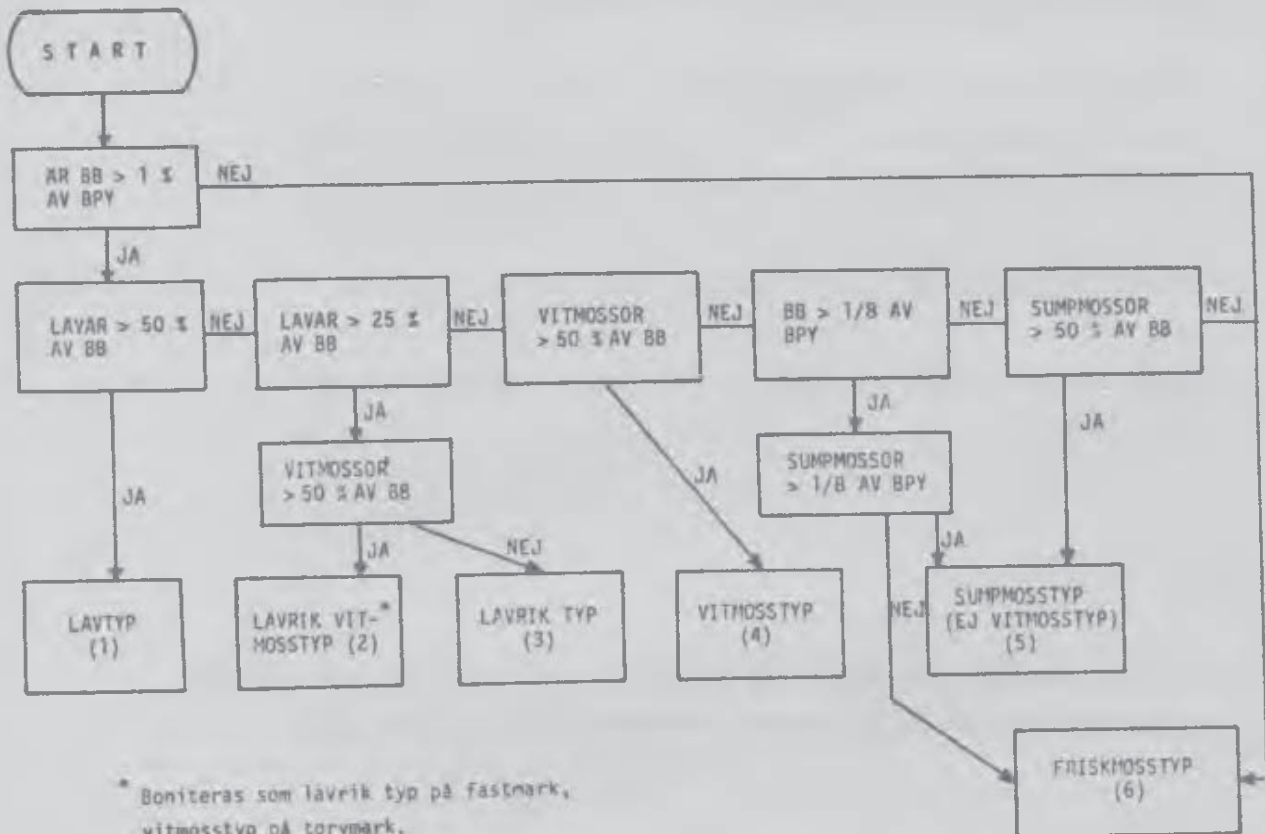 START
ÄR BB > 1 %
AV BPY
NEJ
JA
LAVAR > 50 %
AV BB
NEJ
LAVAR > 25 %
AV BB
NEJ
VITMOSSOR
> 50 % AV BB
NEJ
BB > 1/8 AV
BPY
NEJ
SUMPMOSSOR
> 50 % AV BB
NEJ
JA
JA
JA
VITMOSSOR
> 50 % AV BB
SUMPMOSSOR
> 1/8 AV BPY
JA
JA
JA
NEJ
JA
LAVTYP
(1)
LAVRIK VIT-*
MOSSTYP (2)
LAVRIK TYP
(3)
VITMOSSTYP
(4)
NEJ
SUMPMOSSTYP
(EJ VITMOSSTYP)
(5)
FRISKMOSSTYP
(6)
* Boniteras som lavrik typ på fastmark,
vitmosstyp på torvmark.